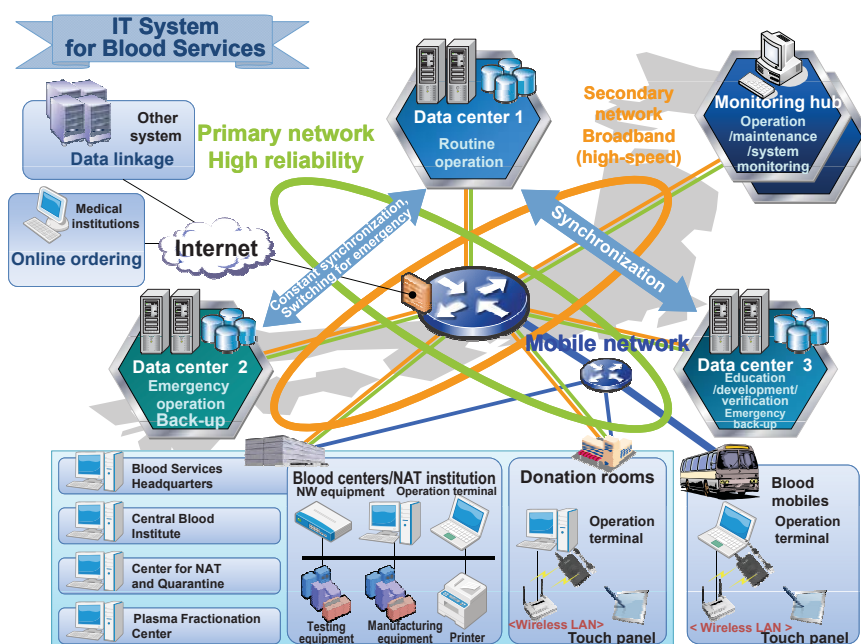 IT System
for Blood Services
Other
system
Data linkage
Medical
institutions
Online ordering
Internet
Primary network
High reliability
Data center 1
Routine
operation
Secondary
network
Broadband
(high-speed)
Monitoring hub
Operation
/maintenance
/system
monitoring
Constant synchronization,
Switching for emergency
Synchronization
Mobile network
Data center 2
Emergency
operation
Back-up
Data center 3
Education
/development/
verification
Emergency
back-up
Blood Services
Headquarters
Central Blood
Institute
Center for NAT
and Quarantine
Plasma Fractionation
Center
Blood centers/NAT institution
NW equipment
Operation terminal
Testing
equipment
Manufacturing
equipment
Printer
Donation rooms
Operation
terminal
<Wireless LAN>
Touch panel
Blood
mobiles
Operation
terminal
< Wireless LAN >
Touch panel